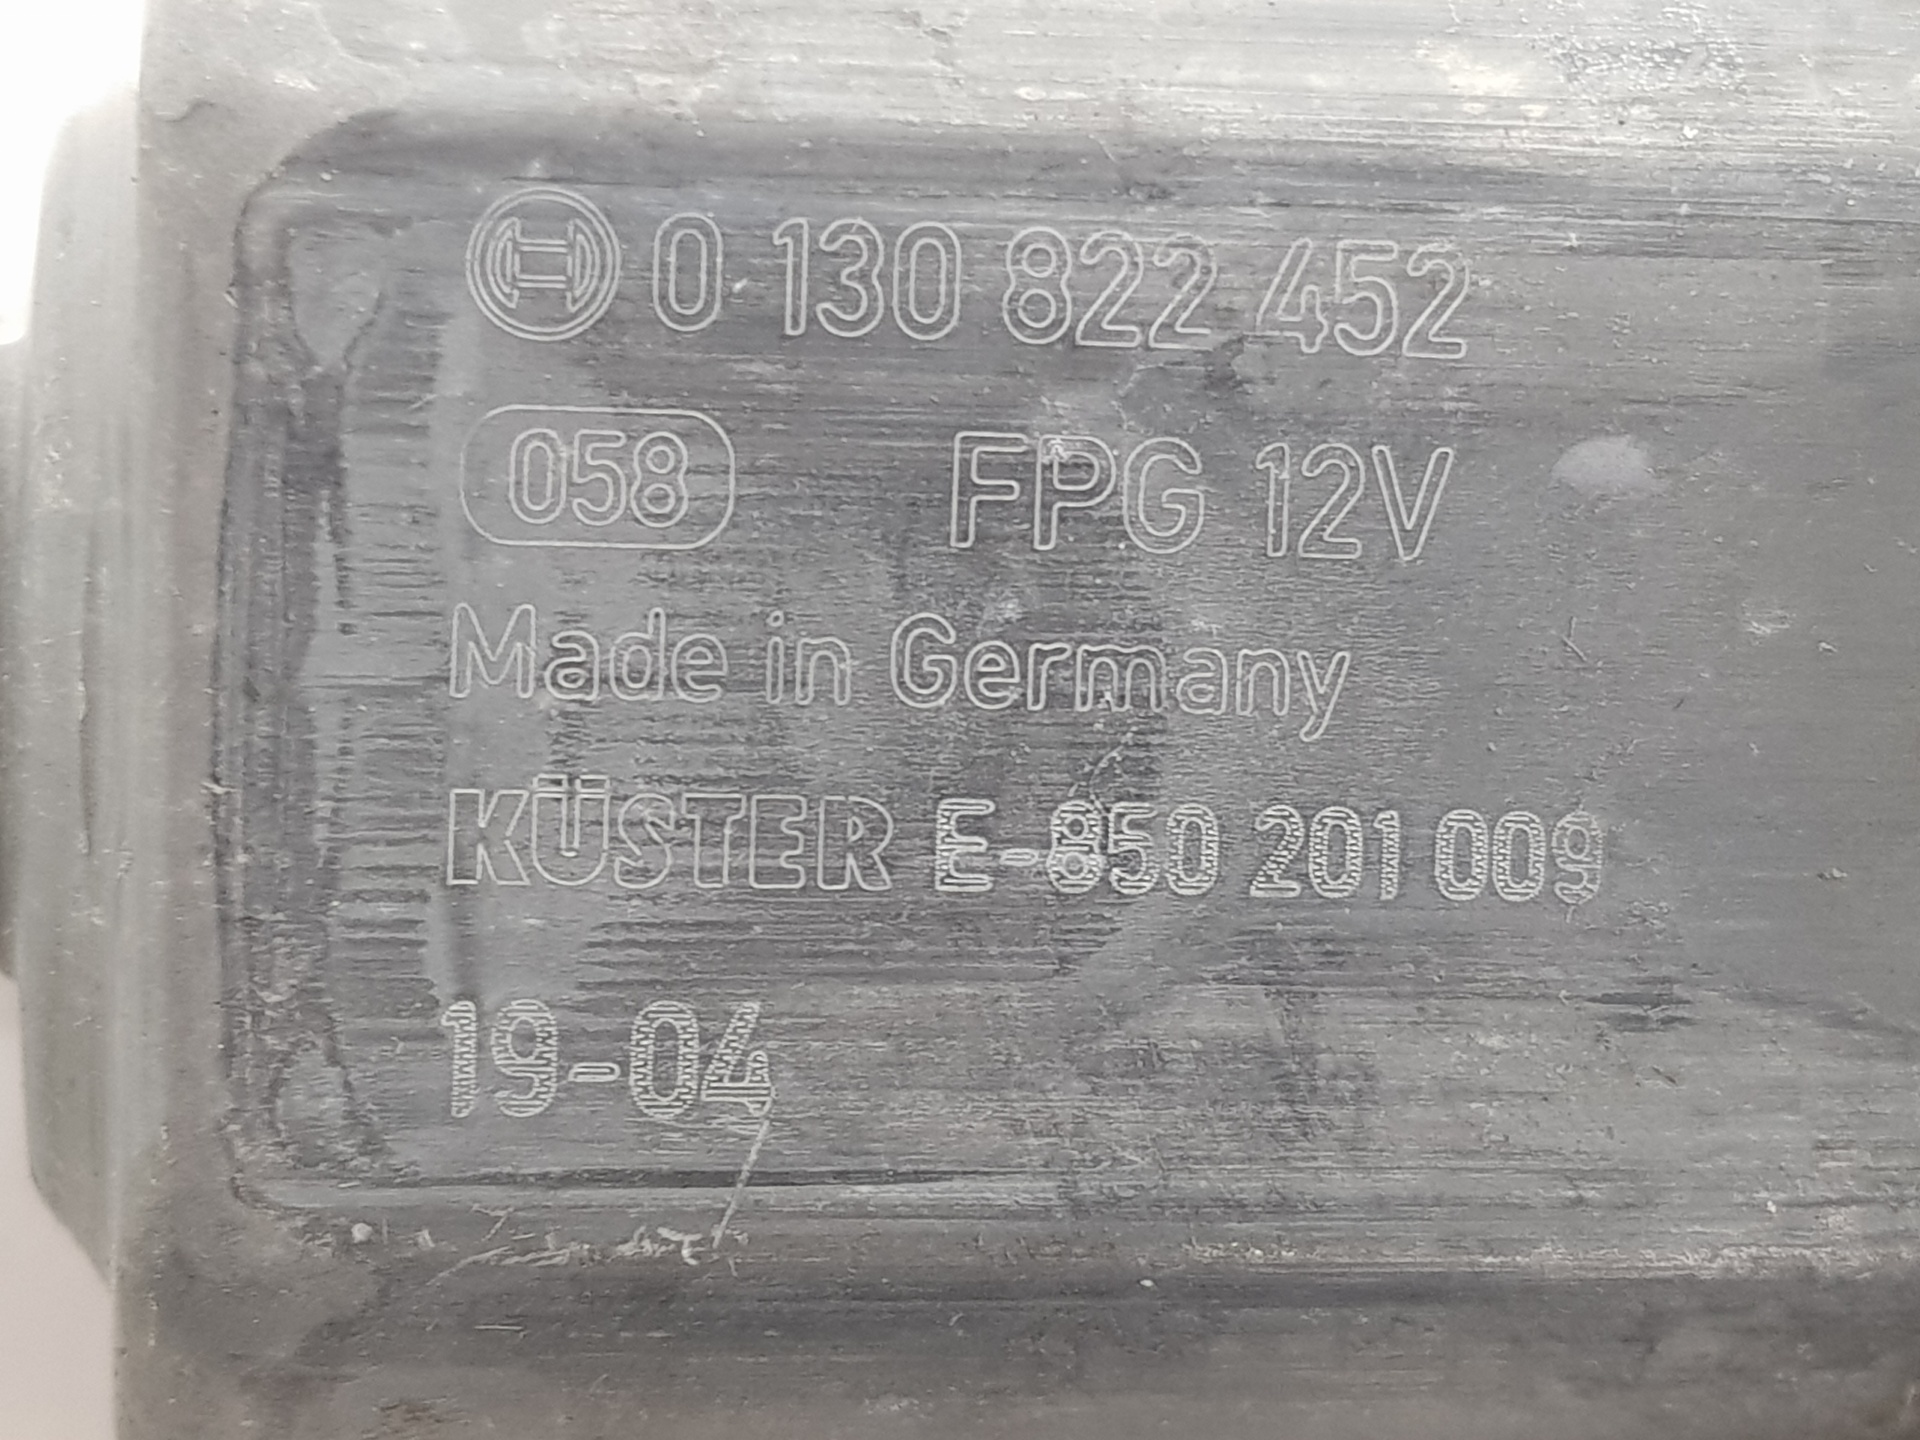 0 130 822 452
058 FPG 12V
Made in Germany
KÜSTER E-850 201 009
19-04